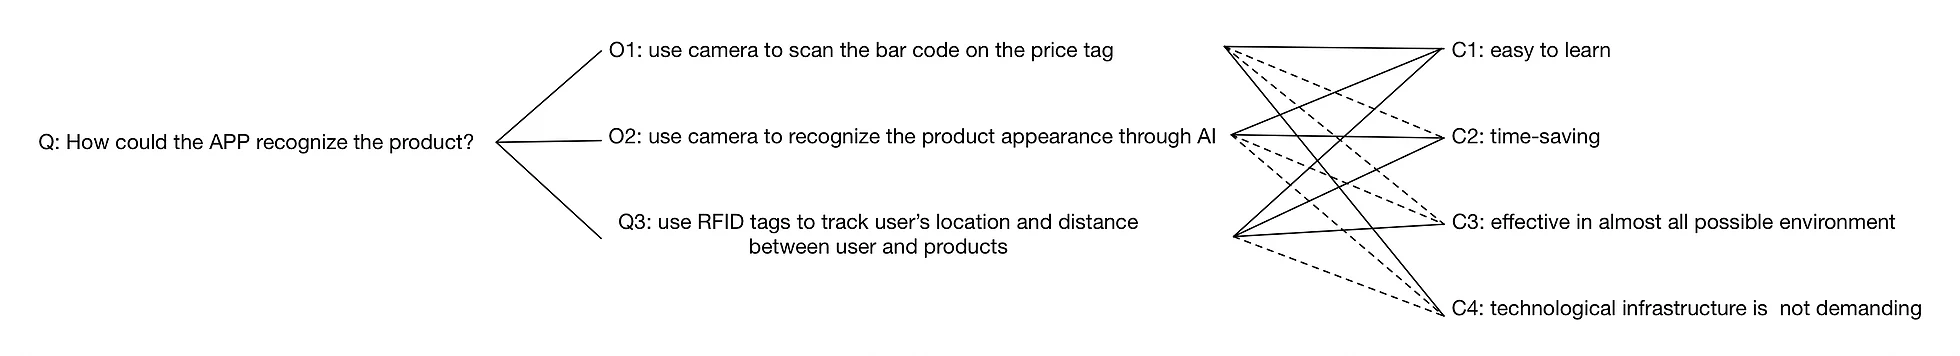 Q: How could the APP recognize the product?
O1: use camera to scan the bar code on the price tag
O2: use camera to recognize the product appearance through AI
Q3: use RFID tags to track user’s location and distance
between user and products
C1: easy to learn
C2: time-saving
C3: effective in almost all possible environment
C4: technological infrastructure is  not demanding